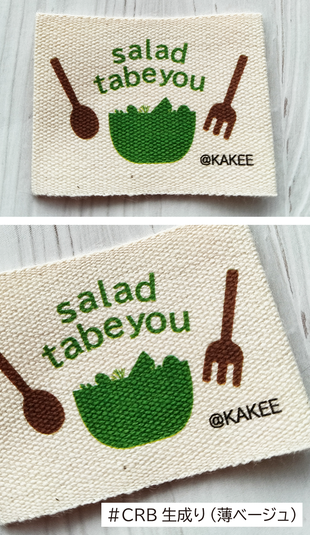 salad
tabeyou
@KAKEE
salad
tabeyou
@KAKEE
＃CRB 生成り（薄ベージュ）